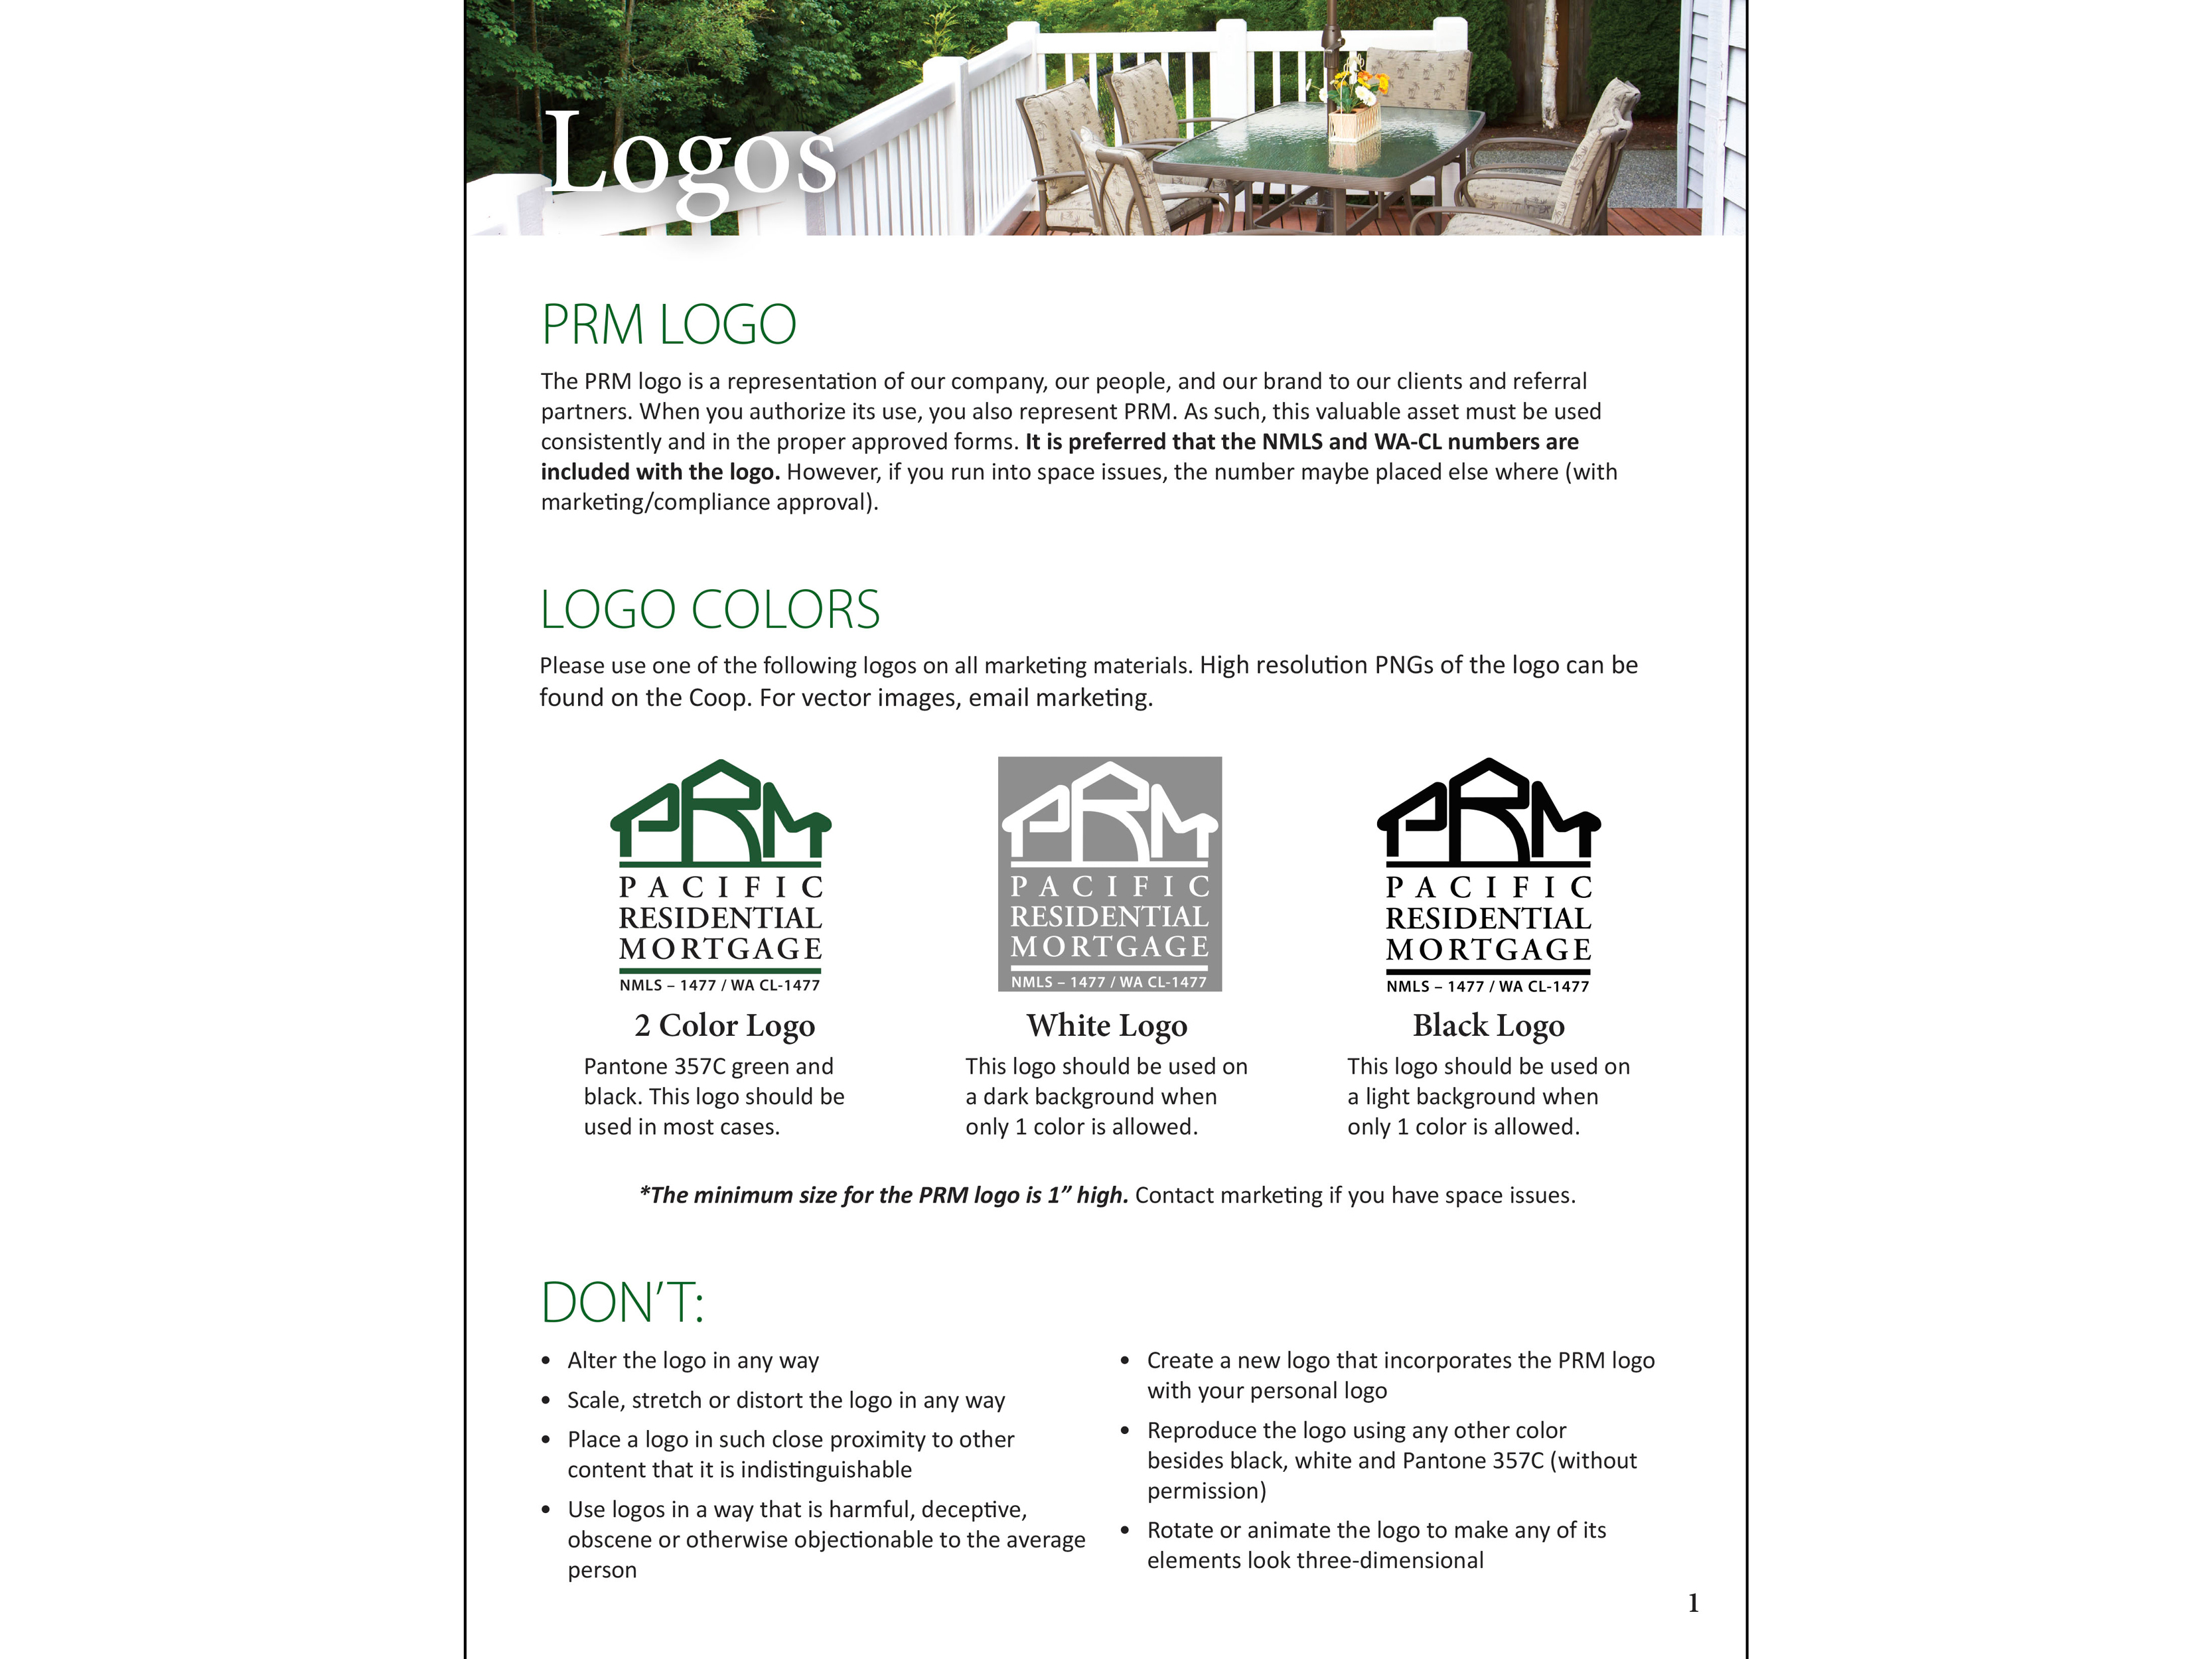 Logos
PRM LOGO
The PRM logo is a representation of our company, our people, and our brand to our clients and referral
partners. When you authorize its use, you also represent PRM. As such, this valuable asset must be used
consistently and in the proper approved forms. It is preferred that the NMLS and WA-CL numbers are
included with the logo. However, if you run into space issues, the number maybe placed else where (with
marketing/compliance approval).
LOGO COLORS
Please use one of the following logos on all marketing materials. High resolution PNGs of the logo can be
found on the Coop. For vector images, email marketing.
PRM
PACIFIC
RESIDENTIAL
MORTGAGE
NMLS – 1477 / WA CL-1477
2 Color Logo
Pantone 357C green and
black. This logo should be
used in most cases.
PRM
PACIFIC
RESIDENTIAL
MORTGAGE
NMLS – 1477 / WA CL-1477
White Logo
This logo should be used on
a dark background when
only 1 color is allowed.
PRM
PACIFIC
RESIDENTIAL
MORTGAGE
NMLS – 1477 / WA CL-1477
Black Logo
This logo should be used on
a light background when
only 1 color is allowed.
*The minimum size for the PRM logo is 1” high. Contact marketing if you have space issues.
DON’T:
• Alter the logo in any way
• Scale, stretch or distort the logo in any way
• Place a logo in such close proximity to other
content that it is indistinguishable
• Use logos in a way that is harmful, deceptive,
obscene or otherwise objectionable to the average
person
• Create a new logo that incorporates the PRM logo
with your personal logo
• Reproduce the logo using any other color
besides black, white and Pantone 357C (without
permission)
• Rotate or animate the logo to make any of its
elements look three-dimensional
1